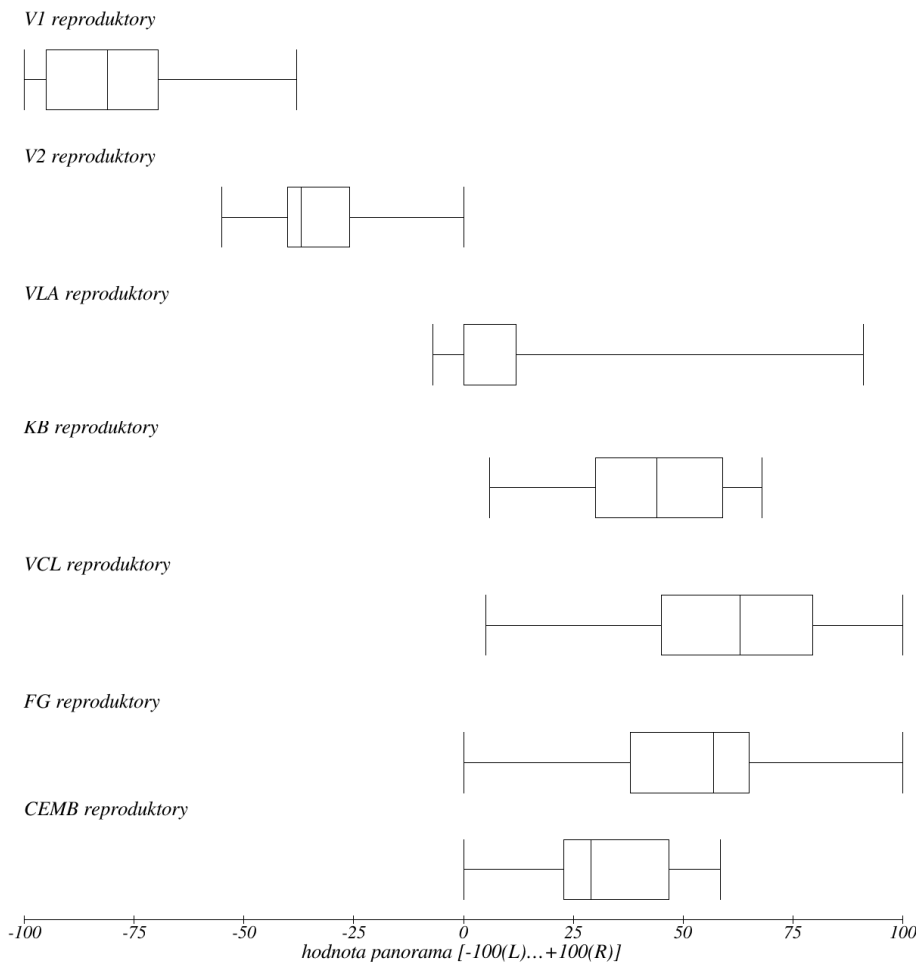 V1 reproduktory
V2 reproduktory
VLA reproduktory
KB reproduktory
VCL reproduktory
FG reproduktory
CEMB reproduktory
-100 -75 -50 -25 0 25 50 75 100
hodnota panorama [-100(L)...+100(R)]